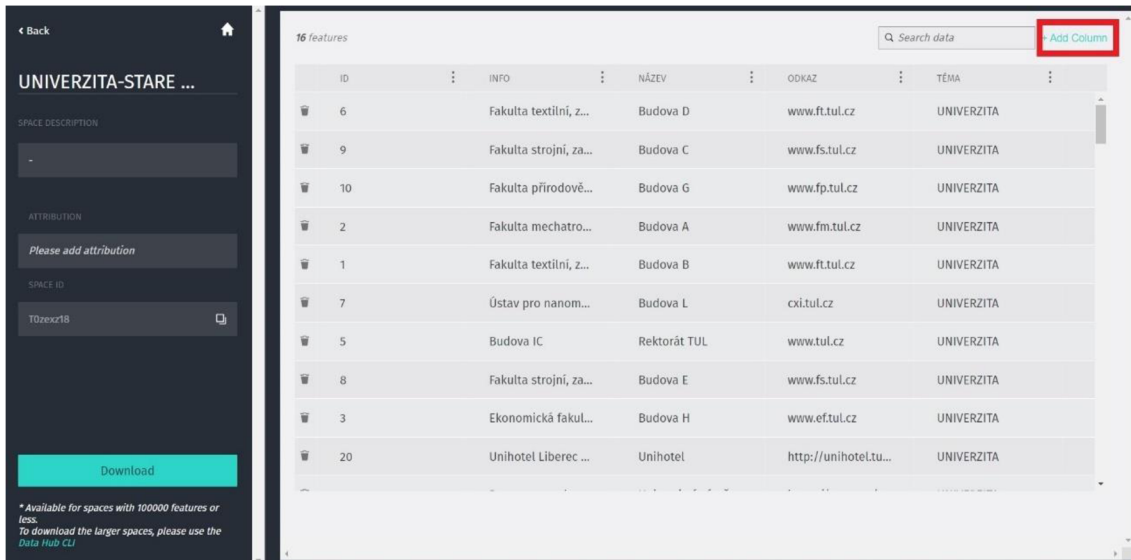 Back
UNIVERZITA-STARE ...
SPACE DESCRIPTION
-
ATTRIBUTION
Please add attribution
SPACE ID
T0zexz18
Download
* Available for spaces with 100000 features or
less.
To download the larger spaces, please use the
Data Hub CLI
16 features
Search data
+ Add Column
ID INFO NÁZEV ODKAZ TÉMA
6 Fakulta textilní, z... Budova D www.ft.tul.cz UNIVERZITA
9 Fakulta strojní, za... Budova C www.fs.tul.cz UNIVERZITA
10 Fakulta přírodově... Budova G www.fp.tul.cz UNIVERZITA
2 Fakulta mechatro... Budova A www.fm.tul.cz UNIVERZITA
1 Fakulta textilní, z... Budova B www.ft.tul.cz UNIVERZITA
7 Ústav pro nanom... Budova L cxi.tul.cz UNIVERZITA
5 Budova IC Rektorát TUL www.tul.cz UNIVERZITA
8 Fakulta strojní, za... Budova E www.fs.tul.cz UNIVERZITA
3 Ekonomická fakul... Budova H www.ef.tul.cz UNIVERZITA
20 Unihotel Liberec ... Unihotel http://unihotel.tu... UNIVERZITA